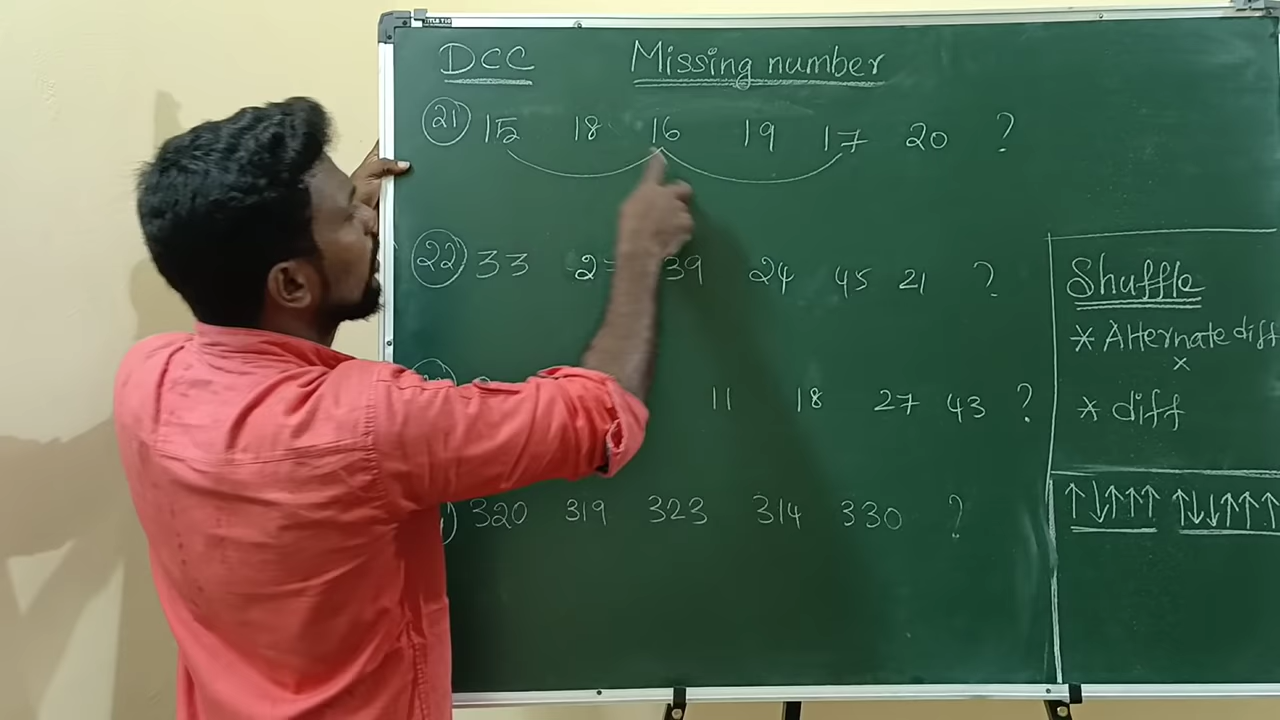 DCC Missing number
21 15 18 16 19 17 20 ?
22 33 39 24 45 21 ?
11 18 27 43 ?
320 319 323 314 330 ?
Shuffle
* Alternate diff
×
* diff
↑↓↑↑↑ ↑↓↓↑↑↑